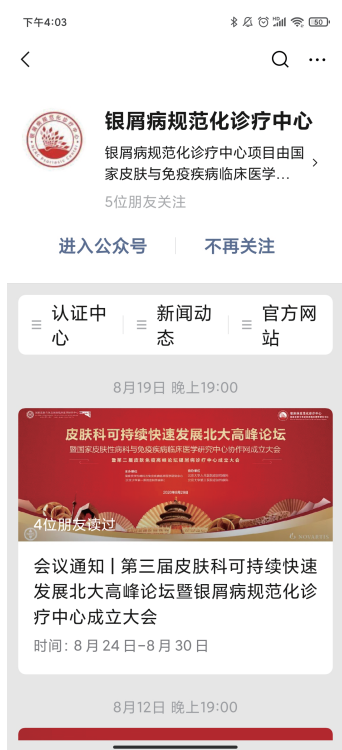 下午4:03
50
银屑病规范化诊疗中心
银屑病规范化诊疗中心项目由国
家皮肤与免疫疾病临床医学...
5位朋友关注
进入公众号
不再关注
认证中
心
新闻动
态
官方网
站
8月19日 晚上19:00
皮肤科可持续快速发展北大高峰论坛
暨国家皮肤性病科与免疫疾病临床医学研究中心协作网成立大会
4位朋友读过
会议通知 | 第三届皮肤科可持续快速
发展北大高峰论坛暨银屑病规范化诊
疗中心成立大会
时间：8月24日-8月30日
8月12日 晚上19:00